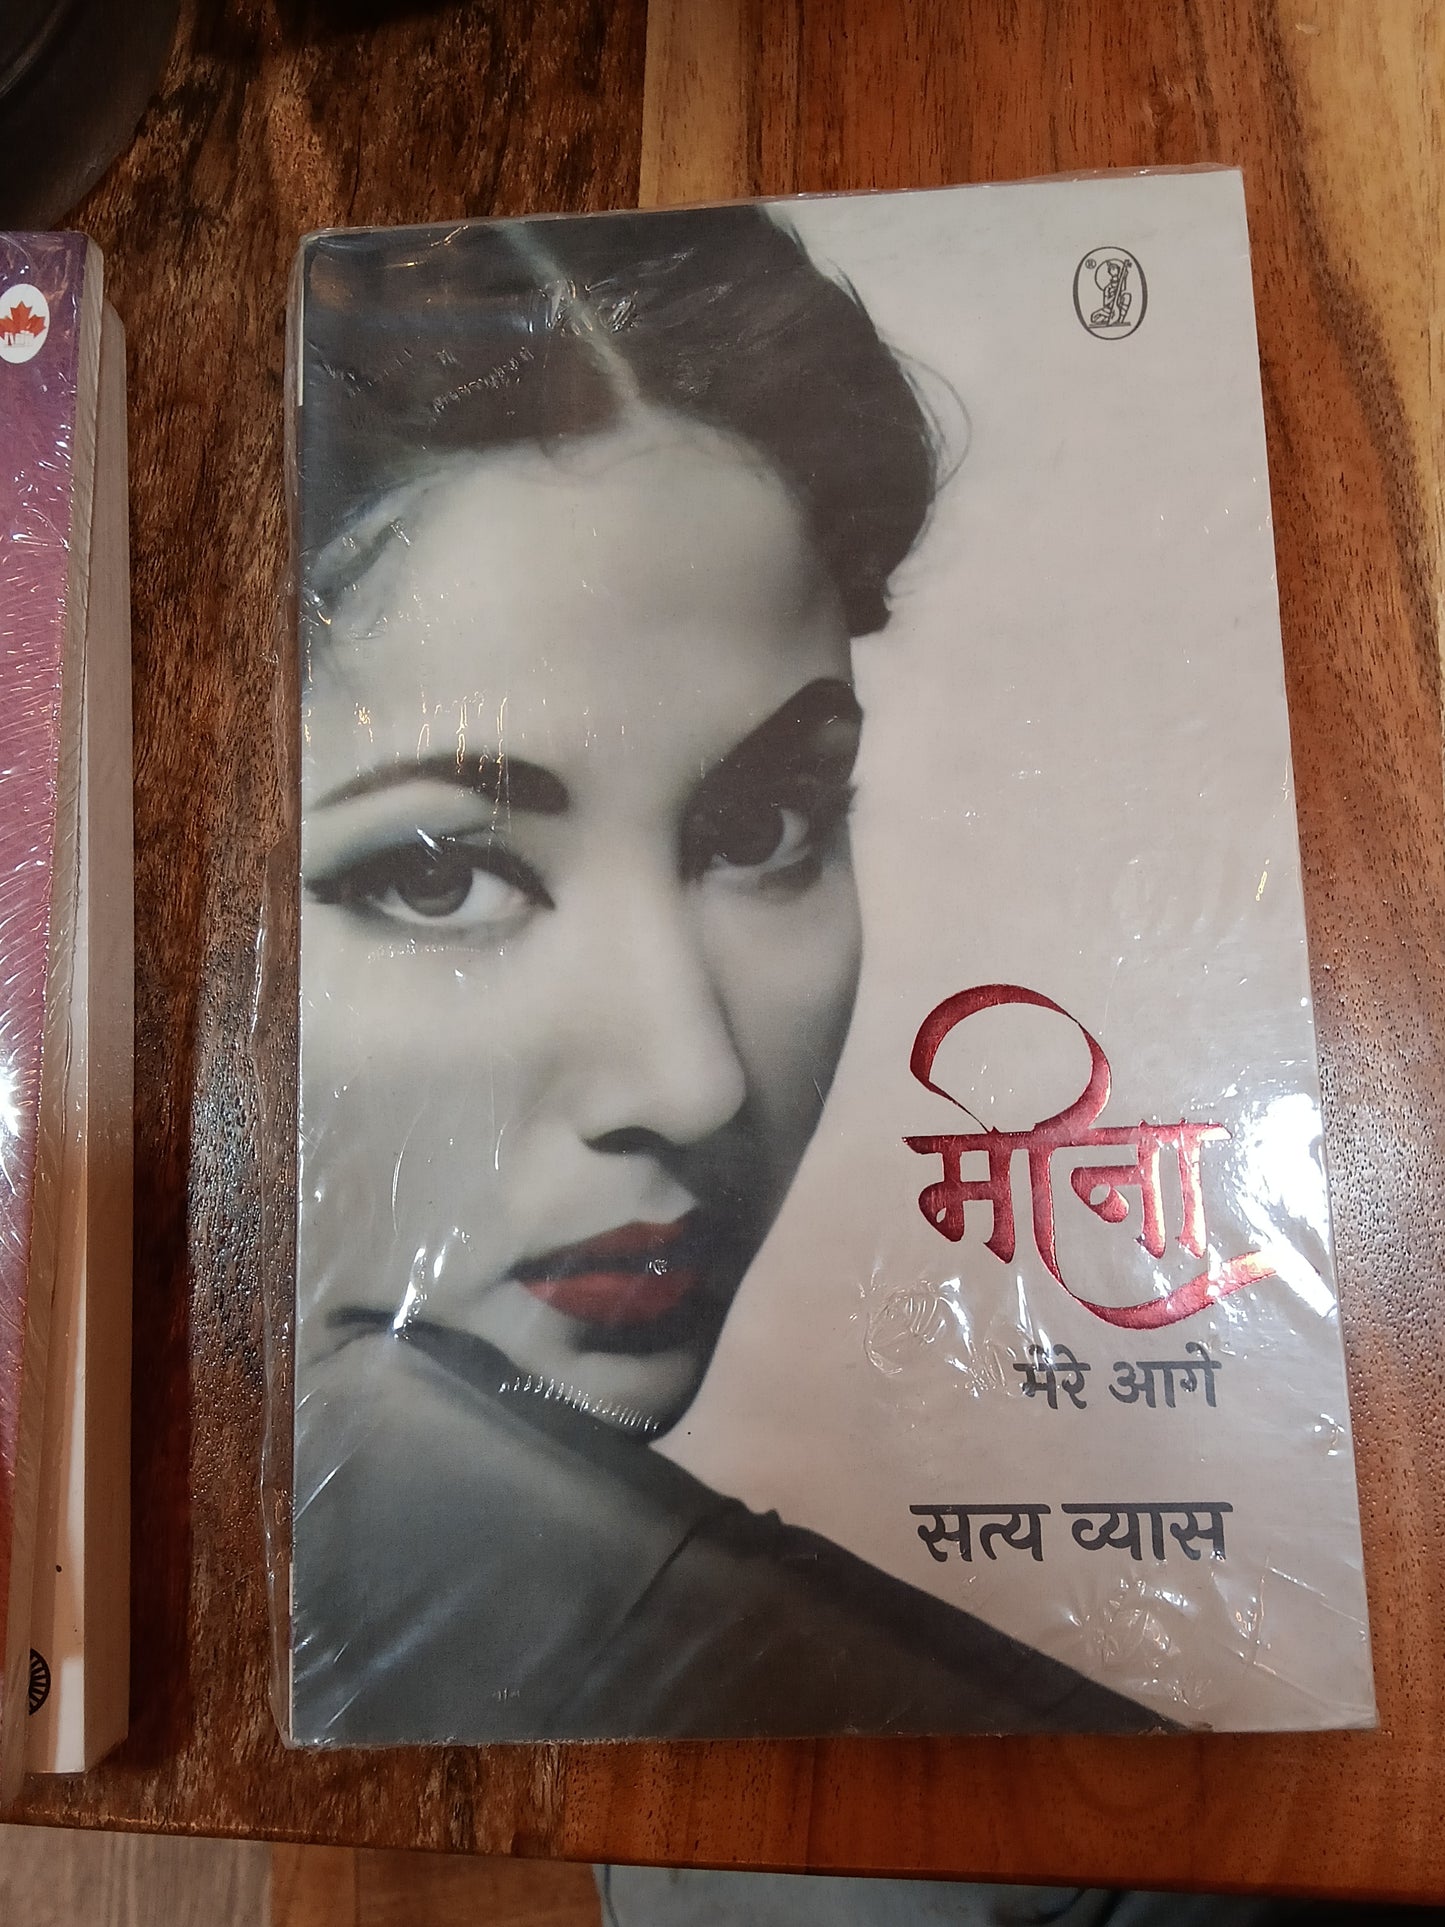 मीना
मेरे आगे
सत्य व्यास